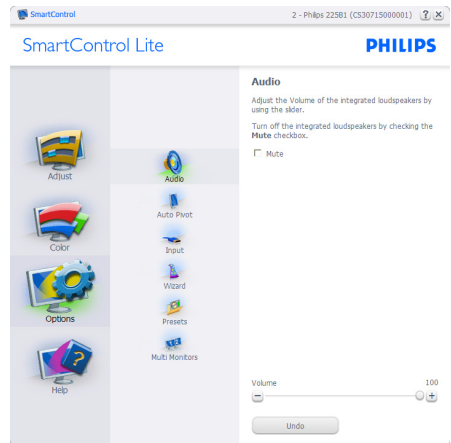 SmartControl
2 - Philips 225B1 (CS30715000001)
?
SmartControl Lite
PHILIPS
Adjust
Color
Options
Help
Audio
Auto Pivot
Input
Wizard
Presets
Multi Monitors
Audio
Adjust the Volume of the integrated loudspeakers by
using the slider.
Turn off the integrated loudspeakers by checking the
Mute checkbox.
Mute
Volume 100
Undo